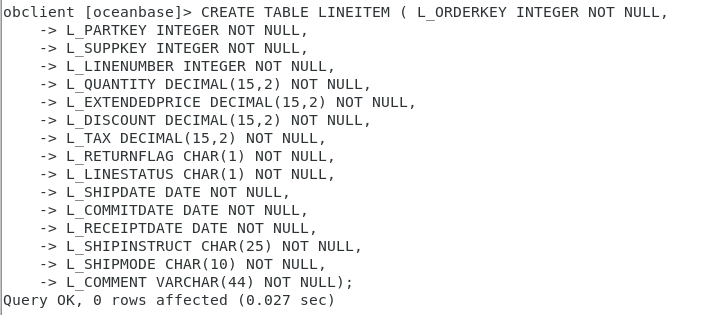 obclient [oceanbase]> CREATE TABLE LINEITEM ( L_ORDERKEY INTEGER NOT NULL,
    -> L_PARTKEY INTEGER NOT NULL,
    -> L_SUPPKEY INTEGER NOT NULL,
    -> L_LINENUMBER INTEGER NOT NULL,
    -> L_QUANTITY DECIMAL(15,2) NOT NULL,
    -> L_EXTENDEDPRICE DECIMAL(15,2) NOT NULL,
    -> L_DISCOUNT DECIMAL(15,2) NOT NULL,
    -> L_TAX DECIMAL(15,2) NOT NULL,
    -> L_RETURNFLAG CHAR(1) NOT NULL,
    -> L_LINESTATUS CHAR(1) NOT NULL,
    -> L_SHIPDATE DATE NOT NULL,
    -> L_COMMITDATE DATE NOT NULL,
    -> L_RECEIPTDATE DATE NOT NULL,
    -> L_SHIPINSTRUCT CHAR(25) NOT NULL,
    -> L_SHIPMODE CHAR(10) NOT NULL,
    -> L_COMMENT VARCHAR(44) NOT NULL);
Query OK, 0 rows affected (0.027 sec)